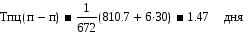 Тпц(п − п) ▪ 1/672 (810.7 + 6·30) ▪ 1.47 дня